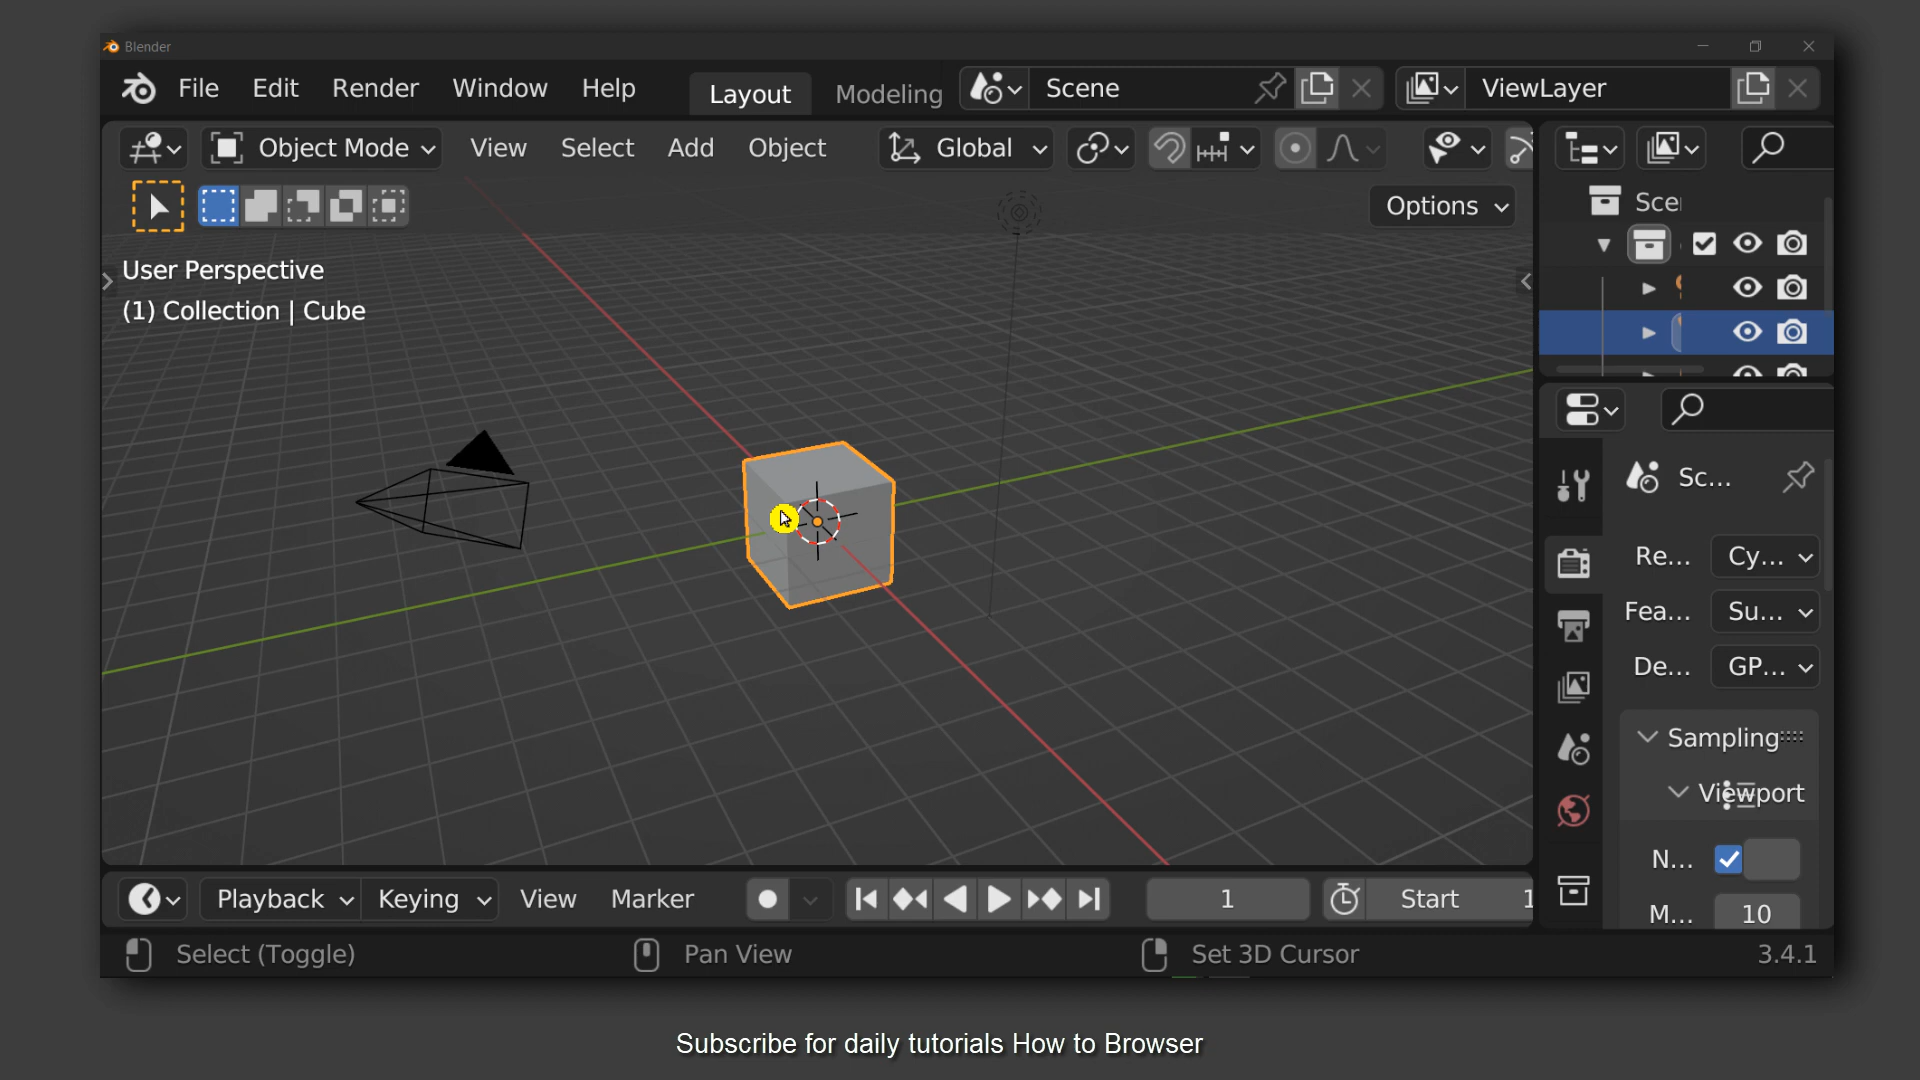 Blender
File Edit Render Window Help Layout Modeling Scene ViewLayer
Object Mode View Select Add Object Global
Options
User Perspective
(1) Collection | Cube
Sc...
Re... Cy...
Fea... Su...
De... GP...
Sampling
Viewport
N...
M... 10
Playback Keying View Marker 1 Start
Select (Toggle) Pan View Set 3D Cursor 3.4.1
Subscribe for daily tutorials How to Browser